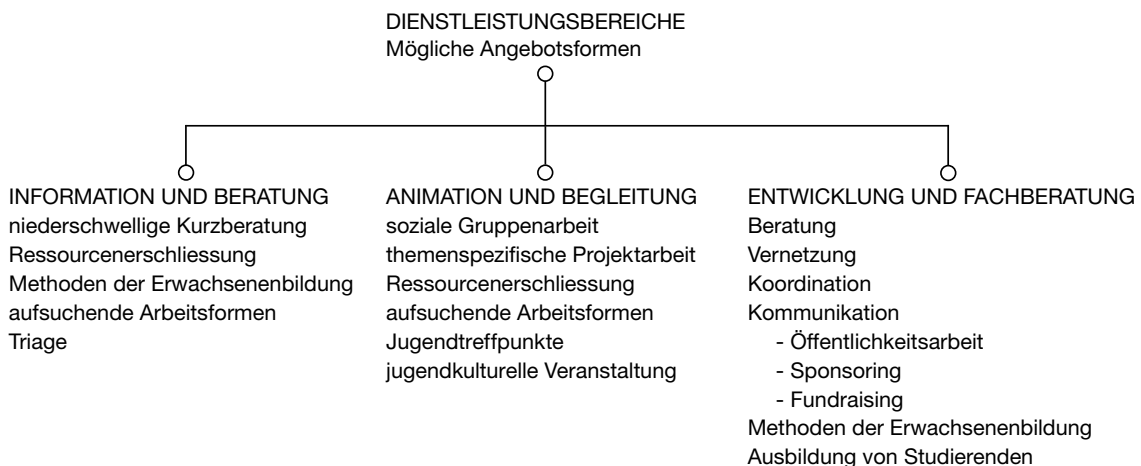 DIENSTLEISTUNGSBEREICHE
Mögliche Angebotsformen
INFORMATION UND BERATUNG
niederschwellige Kurzberatung
Ressourcenerschliessung
Methoden der Erwachsenenbildung
aufsuchende Arbeitsformen
Triage
ANIMATION UND BEGLEITUNG
soziale Gruppenarbeit
themenspezifische Projektarbeit
Ressourcenerschliessung
aufsuchende Arbeitsformen
Jugendtreffpunkte
jugendkulturelle Veranstaltung
ENTWICKLUNG UND FACHBERATUNG
Beratung
Vernetzung
Koordination
Kommunikation
- Öffentlichkeitsarbeit
- Sponsoring
- Fundraising
Methoden der Erwachsenenbildung
Ausbildung von Studierenden